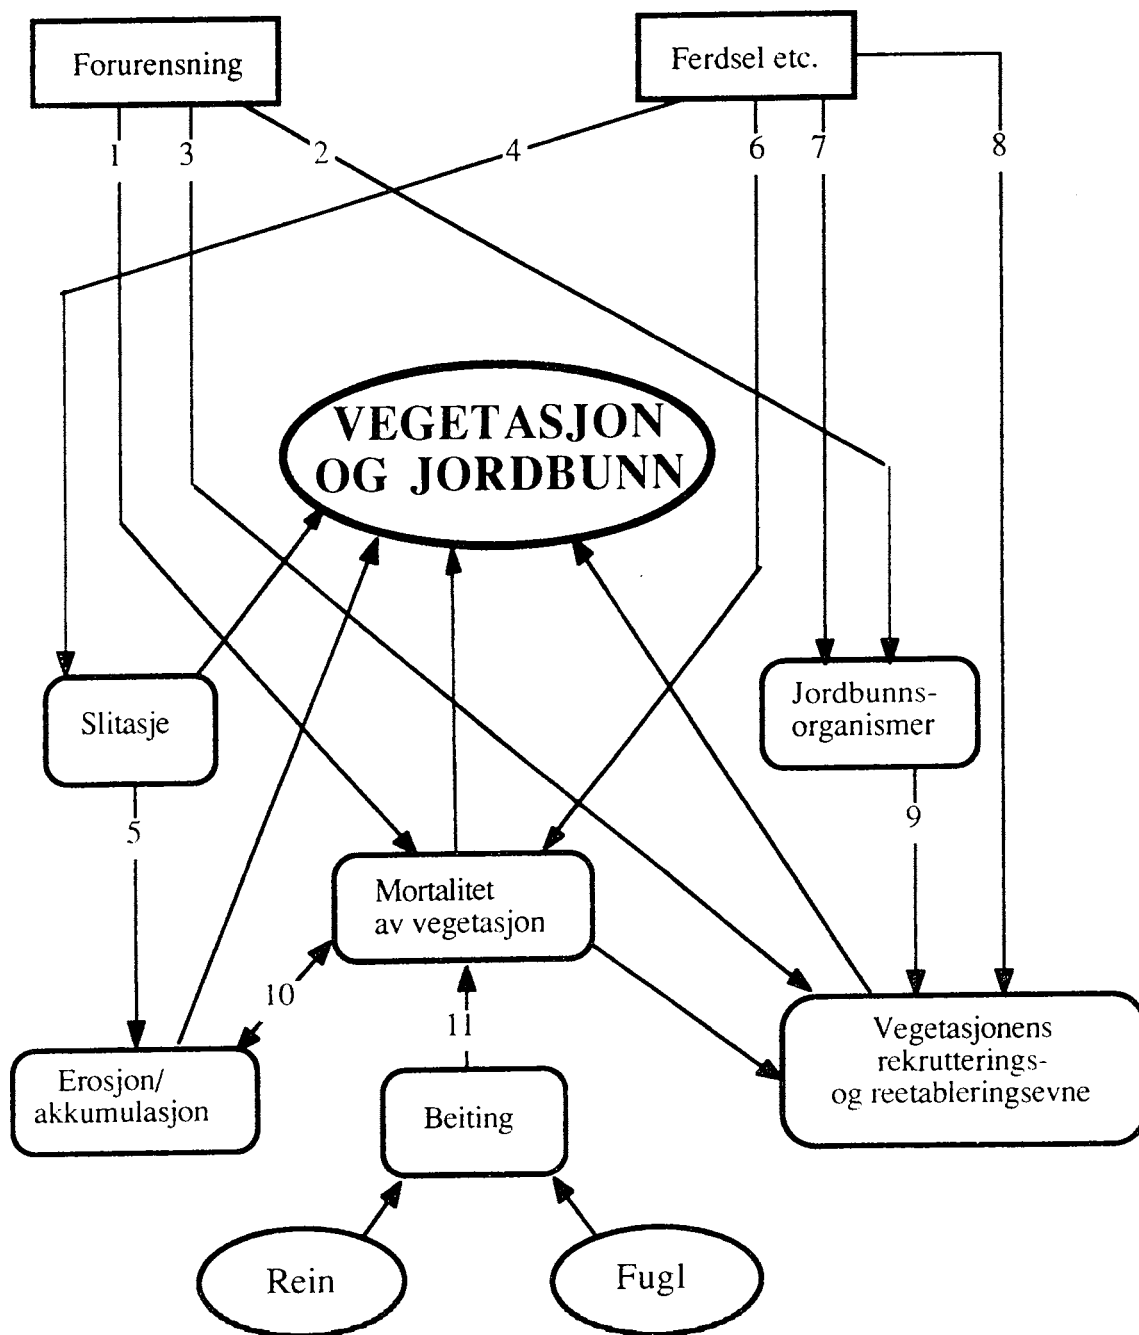 Forurensning
Ferdsel etc.
1
3
2
4
6
7
8
VEGETASJON
OG JORDBUNN
Slitasje
Jordbunns-
organismer
5
9
Mortalitet
av vegetasjon
10
11
Erosjon/
akkumulasjon
Beiting
Vegetasjonens
rekrutterings-
og reetableringsevne
Rein
Fugl